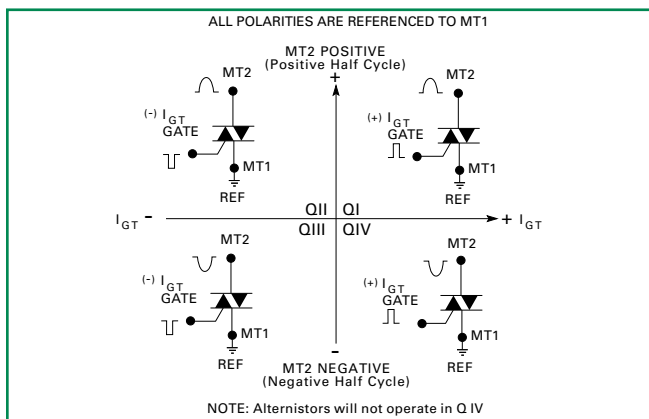 ALL POLARITIES ARE REFERENCED TO MT1
MT2 POSITIVE
(Positive Half Cycle)
+
MT2
(-) IGT
GATE
MT1
REF
MT2
(+) IGT
GATE
MT1
REF
IGT -
QII QI
QIII QIV
+ IGT
MT2
(-) IGT
GATE
MT1
REF
MT2
(+) IGT
GATE
MT1
REF
-
MT2 NEGATIVE
(Negative Half Cycle)
NOTE: Alternistors will not operate in Q IV